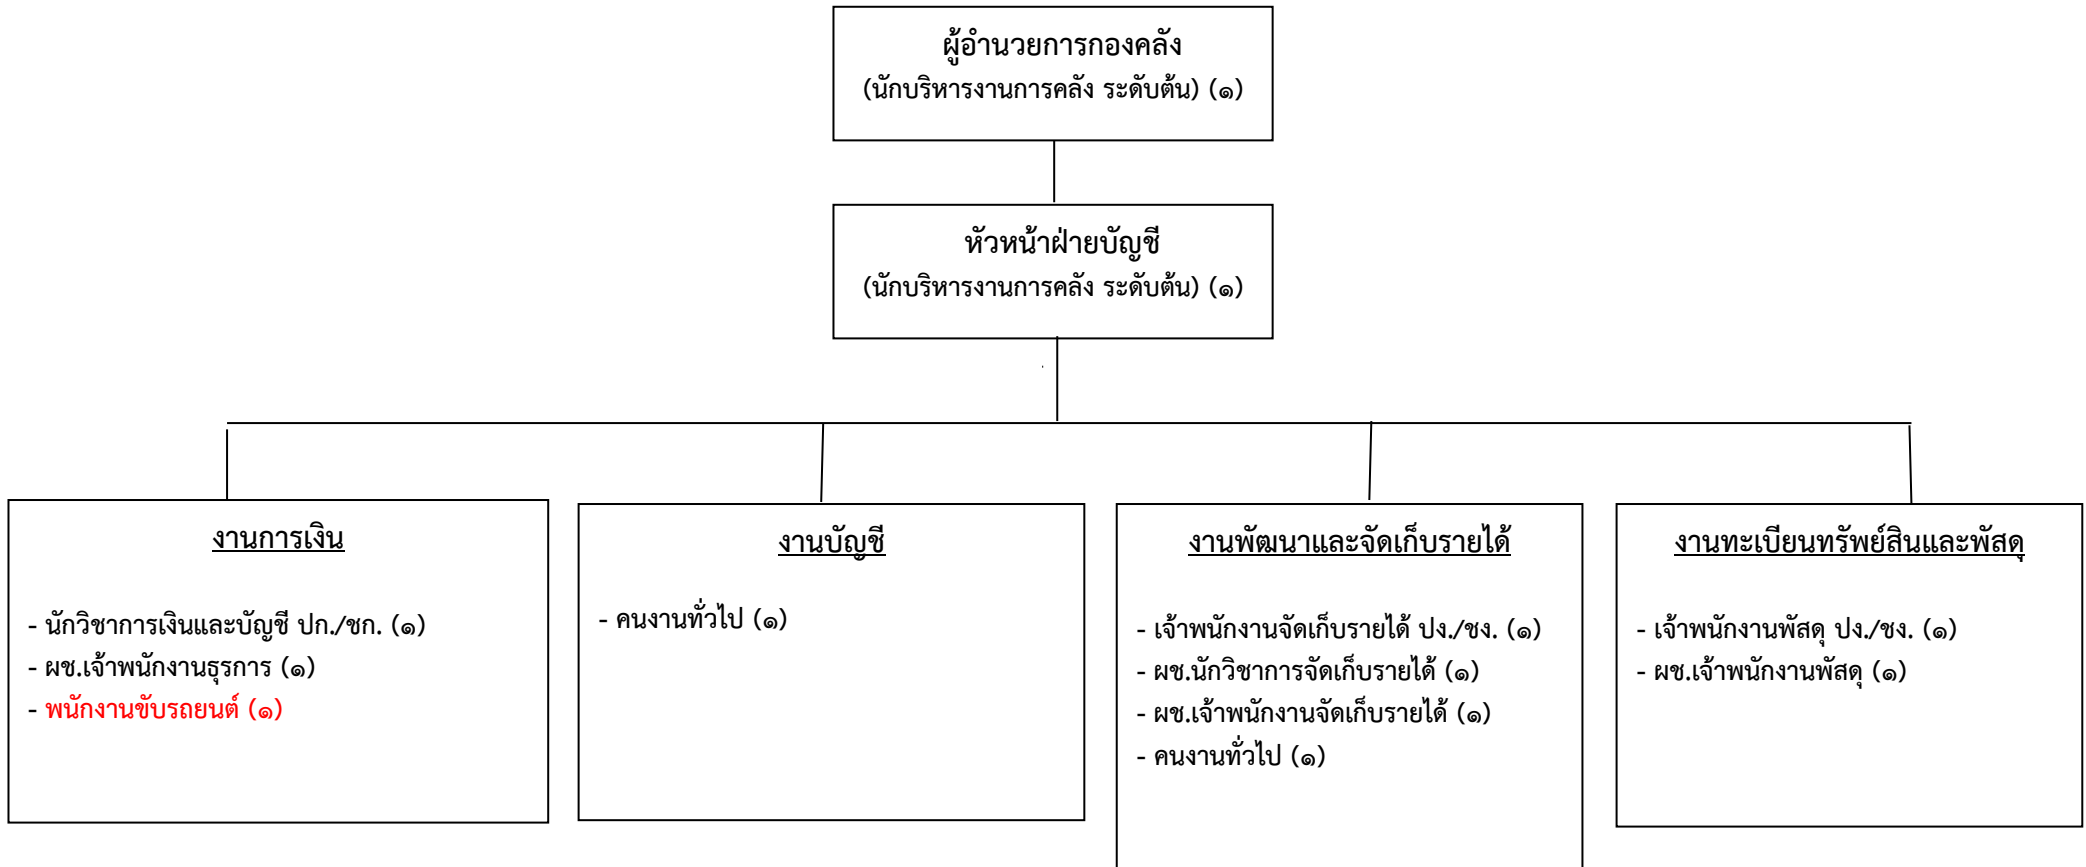 ผู้อำนวยการกองคลัง
(นักบริหารงานการคลัง ระดับต้น) (๑)
หัวหน้าฝ่ายบัญชี
(นักบริหารงานการคลัง ระดับต้น) (๑)
งานการเงิน
- นักวิชาการเงินและบัญชี ปก./ชก. (๑)
- ผช.เจ้าพนักงานธุรการ (๑)
- พนักงานขับรถยนต์ (๑)
งานบัญชี
- คนงานทั่วไป (๑)
งานพัฒนาและจัดเก็บรายได้
- เจ้าพนักงานจัดเก็บรายได้ ปง./ชง. (๑)
- ผช.นักวิชาการจัดเก็บรายได้ (๑)
- ผช.เจ้าพนักงานจัดเก็บรายได้ (๑)
- คนงานทั่วไป (๑)
งานทะเบียนทรัพย์สินและพัสดุ
- เจ้าพนักงานพัสดุ ปง./ชง. (๑)
- ผช.เจ้าพนักงานพัสดุ (๑)